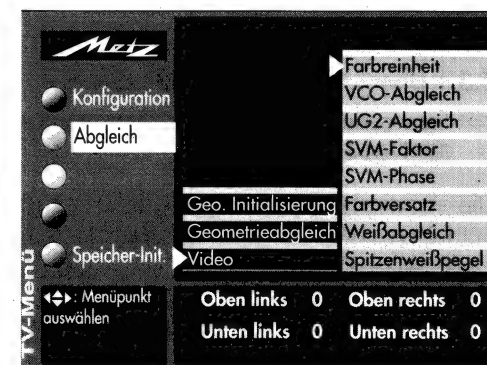 Metz
Konfiguration
Abgleich
Speicher-Init.
TV-Menü
Geo. Initialisierung
Geometrieabgleich
Video
Farbreinheit
VCO-Abgleich
UG2-Abgleich
SVM-Faktor
SVM-Phase
Farbversatz
Weißabgleich
Spitzenweißpegel
: Menüpunkt
auswählen
Oben links 0 Oben rechts 0
Unten links 0 Unten rechts 0